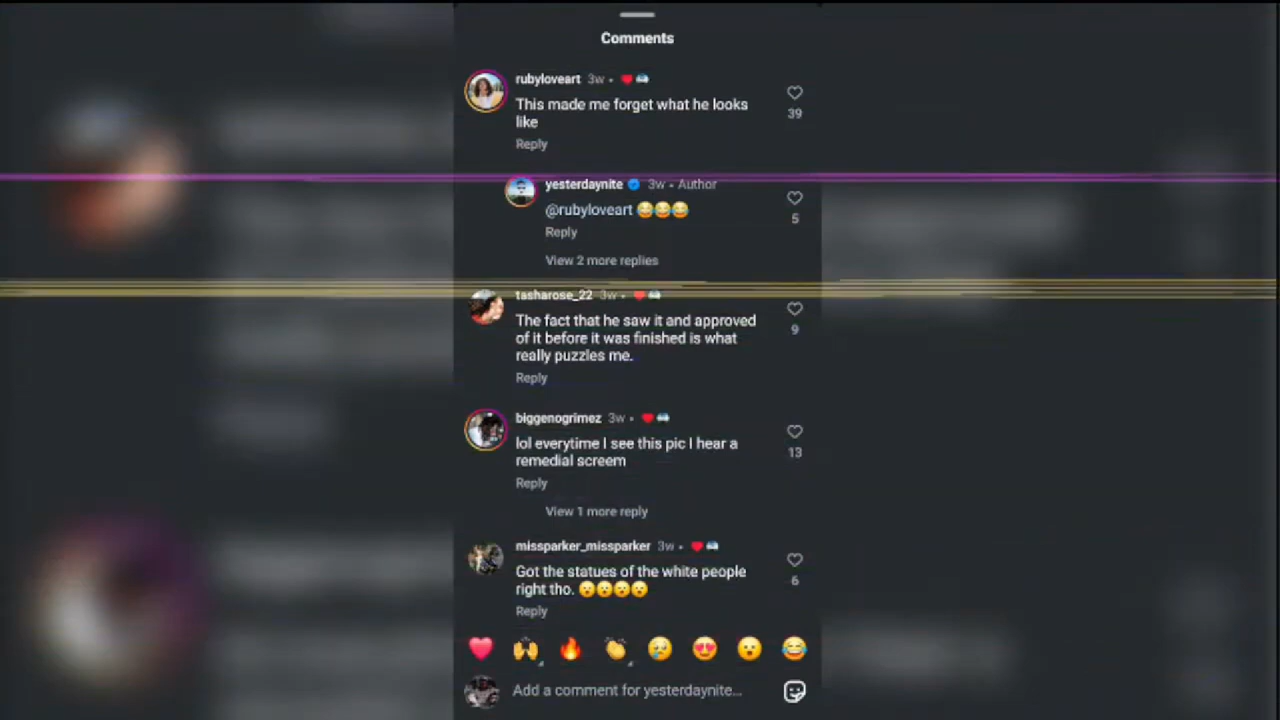 Comments
rubyloveart 3w •
This made me forget what he looks
like
39
Reply
yesterdaynite 3w • Author
@rubyloveart 😂😂😂
5
Reply
View 2 more replies
tasharose_22 3w •
The fact that he saw it and approved
of it before it was finished is what
really puzzles me.
9
Reply
biggenogrimez 3w •
lol everytime I see this pic I hear a
remedial screem
13
Reply
View 1 more reply
missparker_missparker 3w •
Got the statues of the white people
right tho. 😮😮😮😮
6
Reply
Add a comment for yesterdaynite...